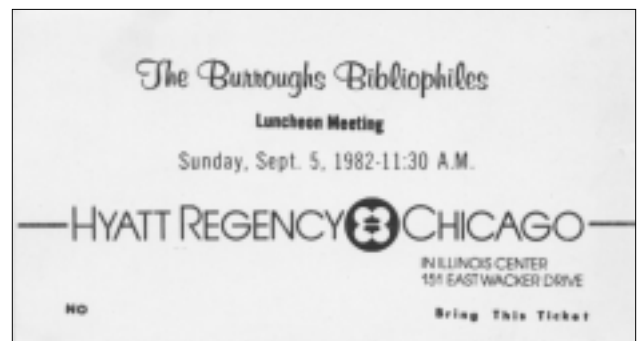 The Burroughs Bibliophiles
Luncheon Meeting
Sunday, Sept. 5, 1982-11:30 A.M.
HYATT REGENCY CHICAGO
IN ILLINOIS CENTER
151 EAST WACKER DRIVE
NO
Bring This Ticket